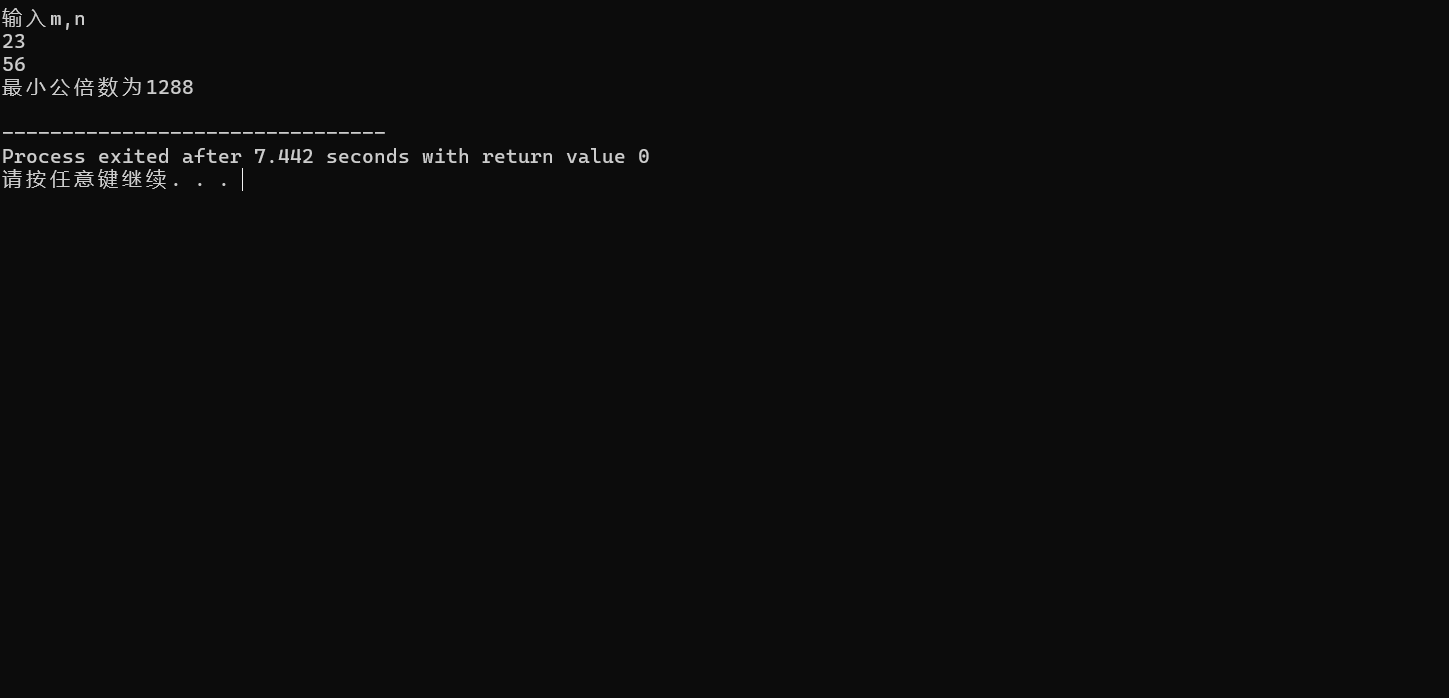 输入m,n
23
56
最小公倍数为1288
--------------------------------
Process exited after 7.442 seconds with return value 0
请按任意键继续. . .